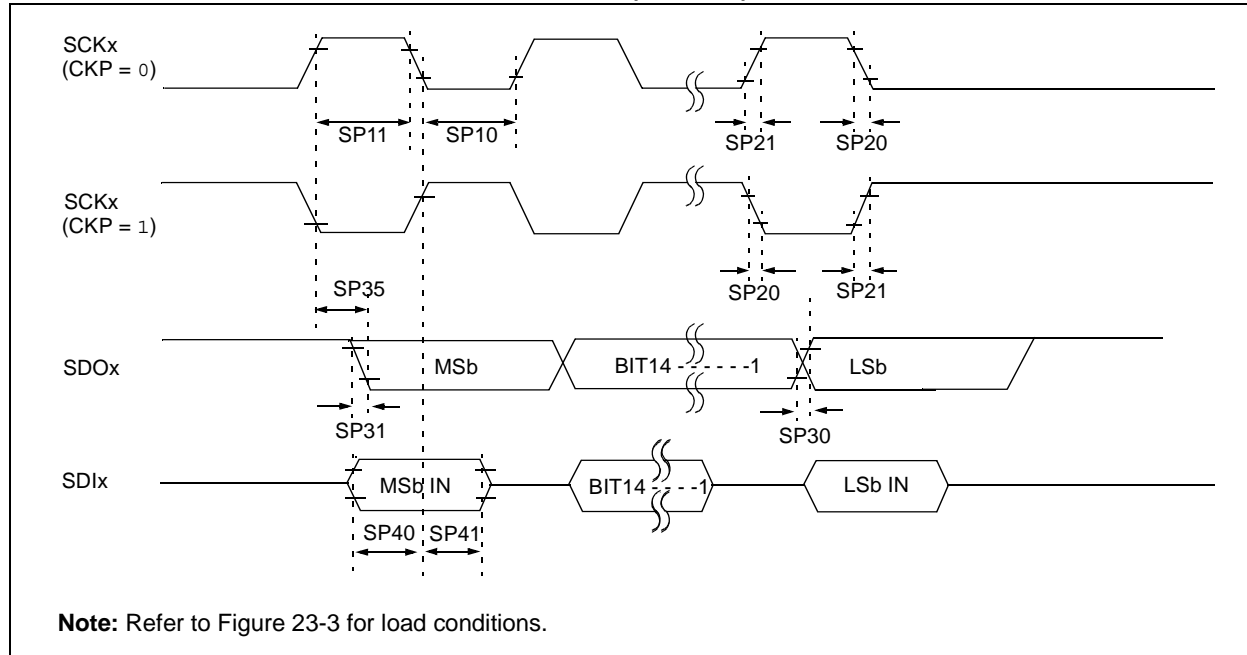 SCKx
(CKP = 0)
SP11
SP10
SP21
SP20
SCKx
(CKP = 1)
SP35
SP20
SP21
SDOx
MSb
BIT14 - - - - - -1
LSb
SP31
SP30
SDIx
MSb IN
BIT14 - - - -1
LSb IN
SP40
SP41
Note: Refer to Figure 23-3 for load conditions.